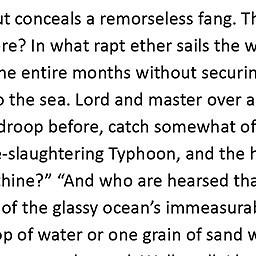 ut conceals a remorseless fang. Th
re? In what rapt ether sails the w
he entire months without securin
o the sea. Lord and master over a
droop before, catch somewhat of
e-slaughtering Typhoon, and the h
hine?” “And who are hearsed tha
of the glassy ocean’s immeasurab
op of water or one grain of sand w